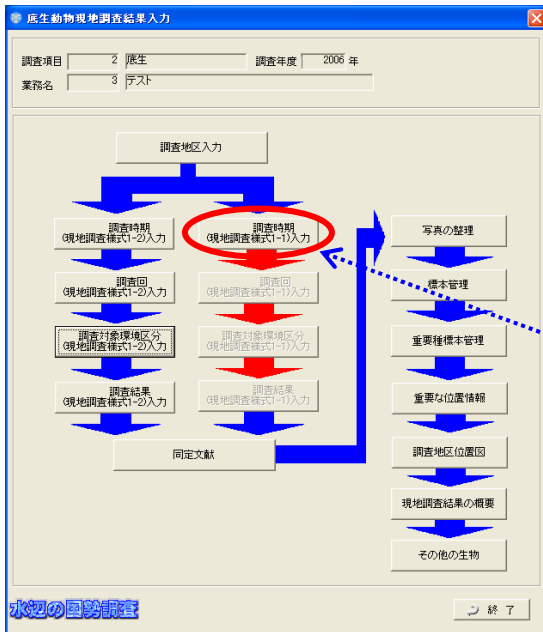 底生動物現地調査結果入力
調査項目 2 底生 調査年度 2006 年
業務名 3 テスト
調査地区入力
調査時期
(現地調査様式1-2)入力
調査回
(現地調査様式1-2)入力
調査対象環境区分
(現地調査様式1-2)入力
調査結果
(現地調査様式1-2)入力
調査時期
(現地調査様式1-1)入力
調査回
(現地調査様式1-1)入力
調査対象環境区分
(現地調査様式1-1)入力
調査結果
(現地調査様式1-1)入力
同定文献
写真の整理
標本管理
重要種標本管理
重要な位置情報
調査地区位置図
現地調査結果の概要
その他の生物
水辺の国勢調査
終 了